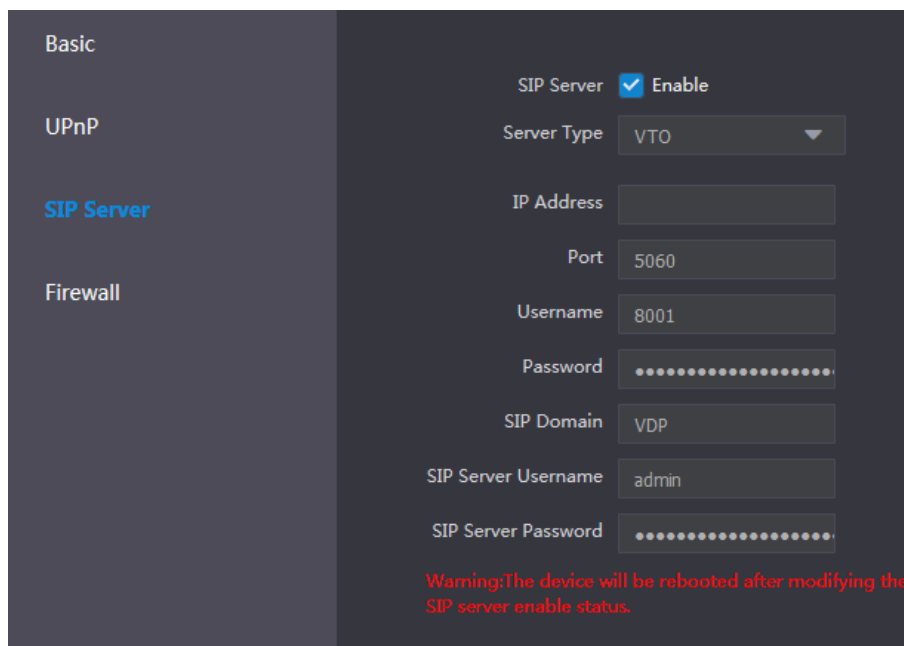 Basic
UPnP
SIP Server
Firewall
SIP Server Enable
Server Type VTO
IP Address
Port 5060
Username 8001
Password ••••••••••••••••••••
SIP Domain VDP
SIP Server Username admin
SIP Server Password ••••••••••••••••••••
Warning:The device will be rebooted after modifying the
SIP server enable status.